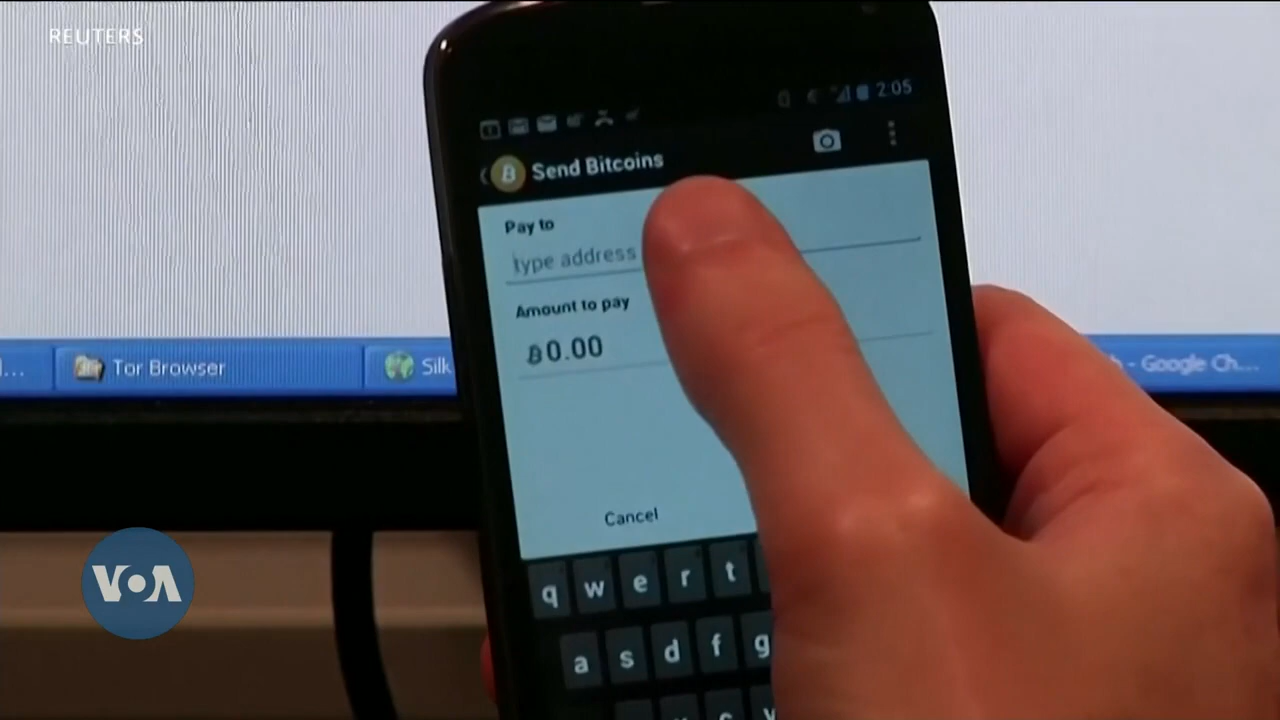 REUTERS
2:05
Send Bitcoins
Pay to
type address
Amount to pay
฿0.00
Tor Browser
Silk
- Google Ch...
Cancel
q w e r t
a s d f g
VOA